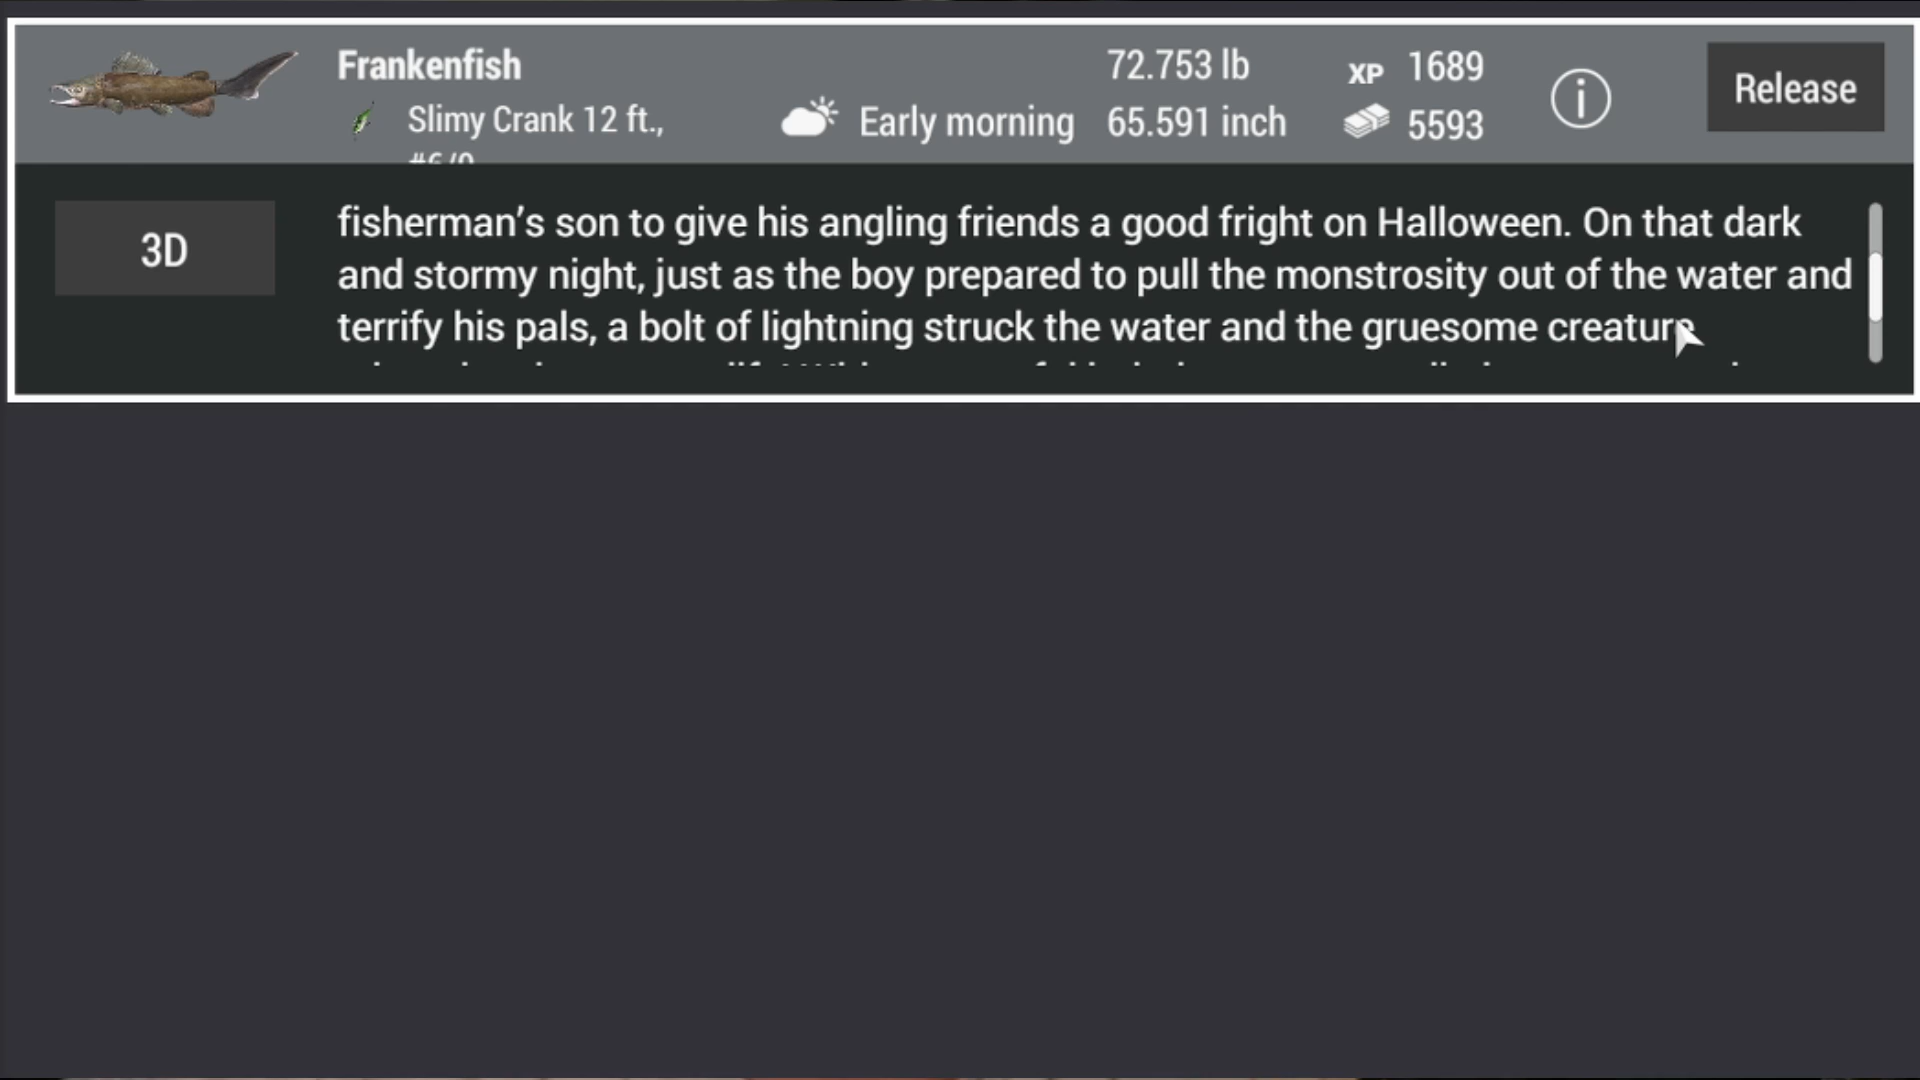 Frankenfish
72.753 lb
XP 1689
Release
Slimy Crank 12 ft.,
Early morning
65.591 inch
5593
3D
fisherman’s son to give his angling friends a good fright on Halloween. On that dark
and stormy night, just as the boy prepared to pull the monstrosity out of the water and
terrify his pals, a bolt of lightning struck the water and the gruesome creature